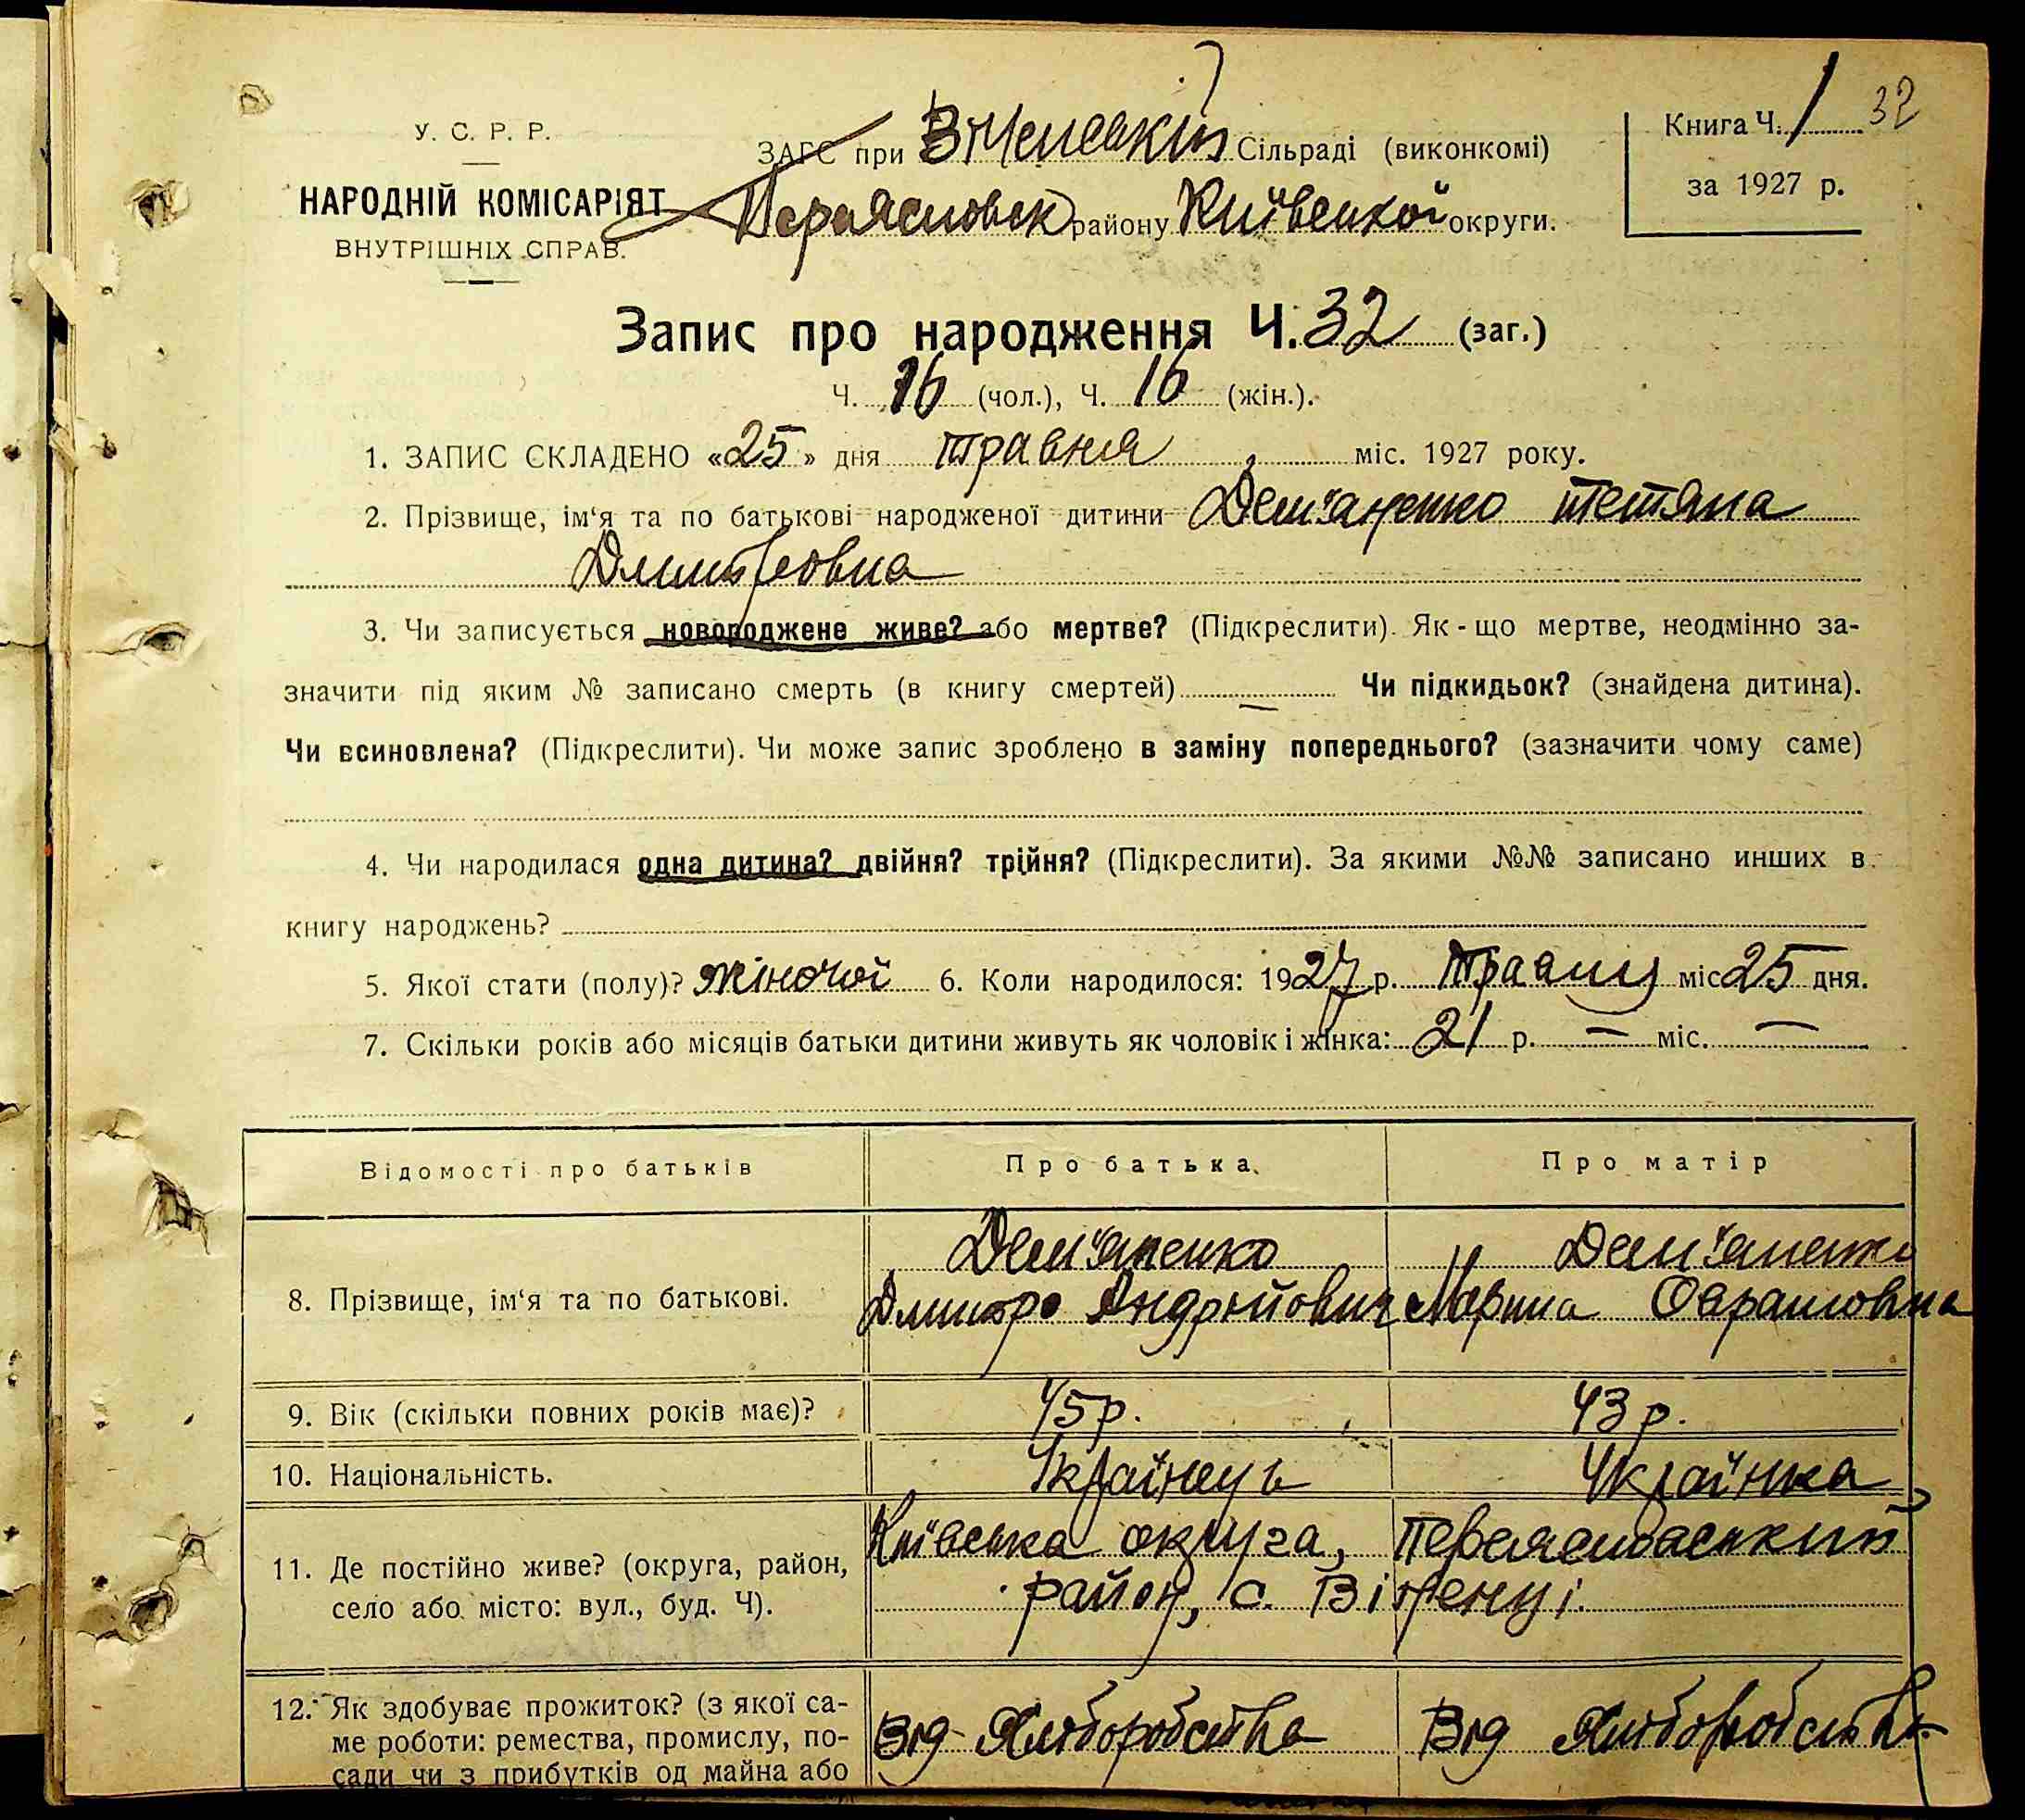 У. С. Р. Р.
НАРОДНІЙ КОМІСАРІЯТ
ВНУТРІШНІХ СПРАВ.
ЗАГС при Сільраді (виконкомі)
Переяславськ району Київської округи.
Книга Ч. 1 32
за 1927 р.
Запис про народження Ч. 32 (заг.)
Ч. 16 (чол.), Ч. 16 (жін.).
1. ЗАПИС СКЛАДЕНО «25» дня травня міс. 1927 року.
2. Прізвище, ім‘я та по батькові народженої дитини Дем'яненко Тетяна
Дмитровна
3. Чи записується новороджене живе? або мертве? (Підкреслити). Як-що мертве, неодмінно за-
значити під яким № записано смерть (в книгу смертей) — Чи підкидьок? (знайдена дитина).
Чи всиновлена? (Підкреслити). Чи може запис зроблено в заміну попереднього? (зазначити чому саме)
4. Чи народилася одна дитина? двійня? трійня? (Підкреслити). За якими №№ записано инших в
книгу народжень?
5. Якої стати (полу)? жіночой 6. Коли народилося: 1927 р. травня міс 25 дня.
7. Скільки років або місяців батьки дитини живуть як чоловік і жінка: 21 р. — міс. —
Відомості про батьків Про батька. Про матір
Дем'яненко Дем'яненко
8. Прізвище, ім‘я та по батькові. Дмитро Андрійович Марина Оврамовна
9. Вік (скільки повних років має)? 45 р. 43 р.
10. Національність. Українець Українка
11. Де постійно живе? (округа, район, Київська округа, Переяславський
село або місто: вул., буд. Ч). район, с. Вітенці.
12. Як здобуває прожиток? (з якої са-
ме роботи: ремества, промислу, по- Від Хліборобства Від Хліборобства
сади чи з прибутків од майна або